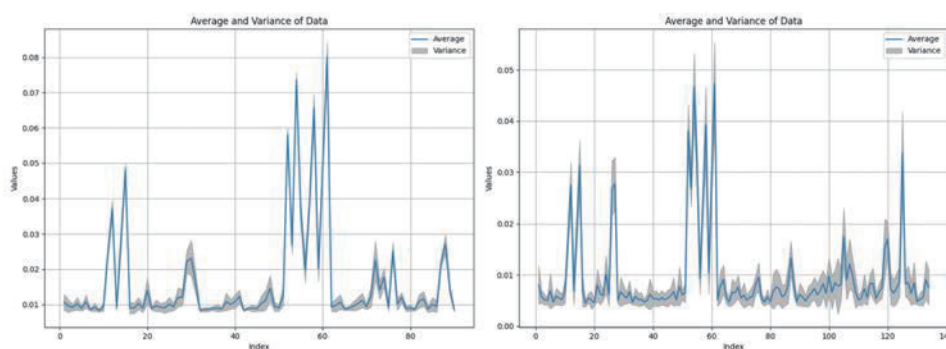 Average and Variance of Data
Average
Variance
Values
0.08
0.07
0.06
0.05
0.04
0.03
0.02
0.01
0 20 40 60 80
Index
Average and Variance of Data
Average
Variance
Values
0.05
0.04
0.03
0.02
0.01
0.00
0 20 40 60 80 100 120 14
Index